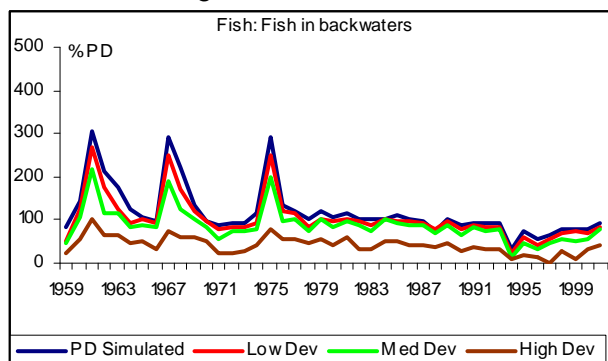 Fish: Fish in backwaters
%PD
500
400
300
200
100
0
1959 1963 1967 1971 1975 1979 1983 1987 1991 1995 1999
PD Simulated Low Dev Med Dev High Dev